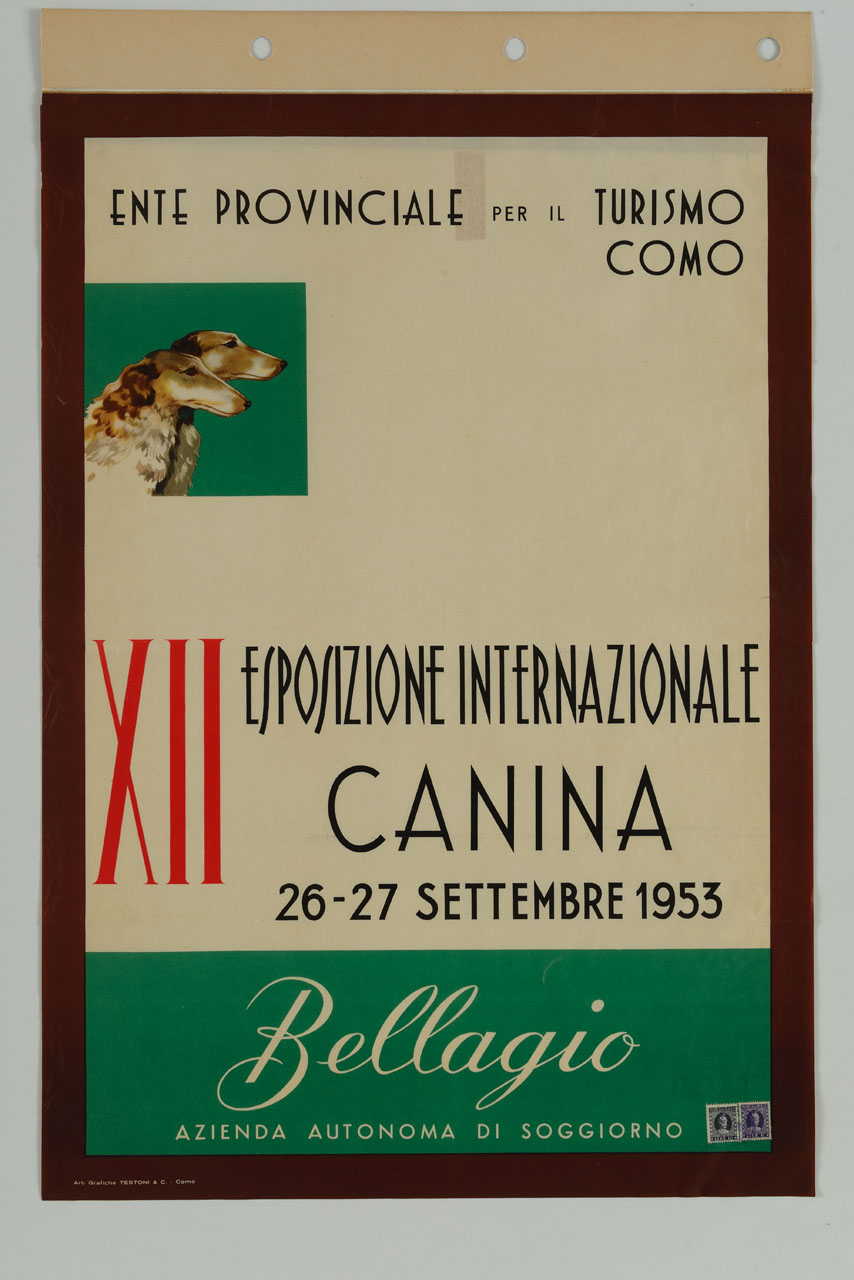 ENTE PROVINCIALE PER IL TURISMO
COMO
XII ESPOSIZIONE INTERNAZIONALE
CANINA
26-27 SETTEMBRE 1953
Bellagio
AZIENDA AUTONOMA DI SOGGIORNO
Arti Grafiche TESTONI & C. - Como